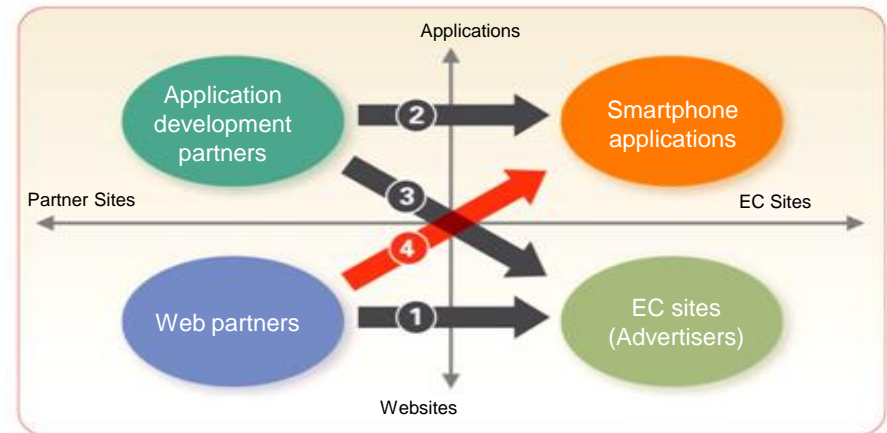 Applications
Application
development
partners
2
Smartphone
applications
Partner Sites
3
EC Sites
4
Web partners
1
EC sites
(Advertisers)
Websites